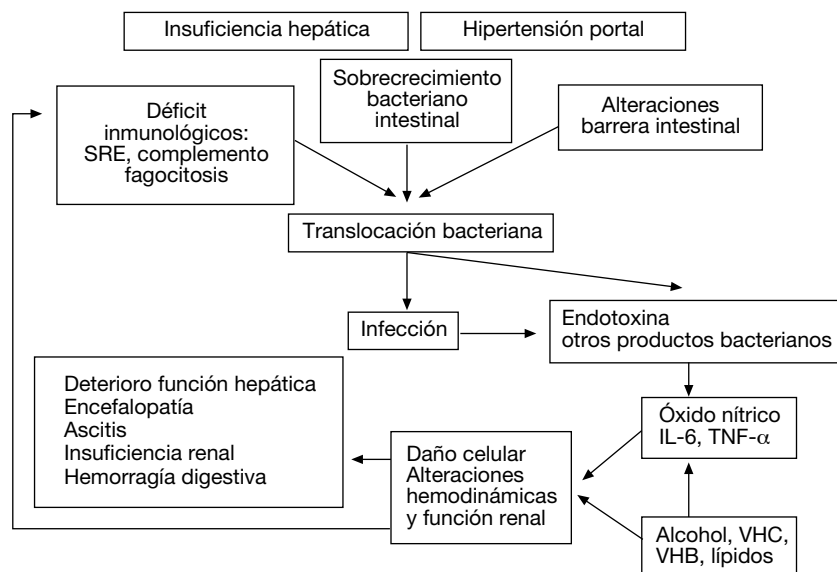 Insuficiencia hepática
Hipertensión portal
Sobrecrecimiento
bacteriano
intestinal
Déficit
inmunológicos:
SRE, complemento
fagocitosis
Alteraciones
barrera intestinal
Translocación bacteriana
Infección
Endotoxina
otros productos bacterianos
Deterioro función hepática
Encefalopatía
Ascitis
Insuficiencia renal
Hemorragía digestiva
Óxido nítrico
IL-6, TNF-α
Daño celular
Alteraciones
hemodinámicas
y función renal
Alcohol, VHC,
VHB, lípidos